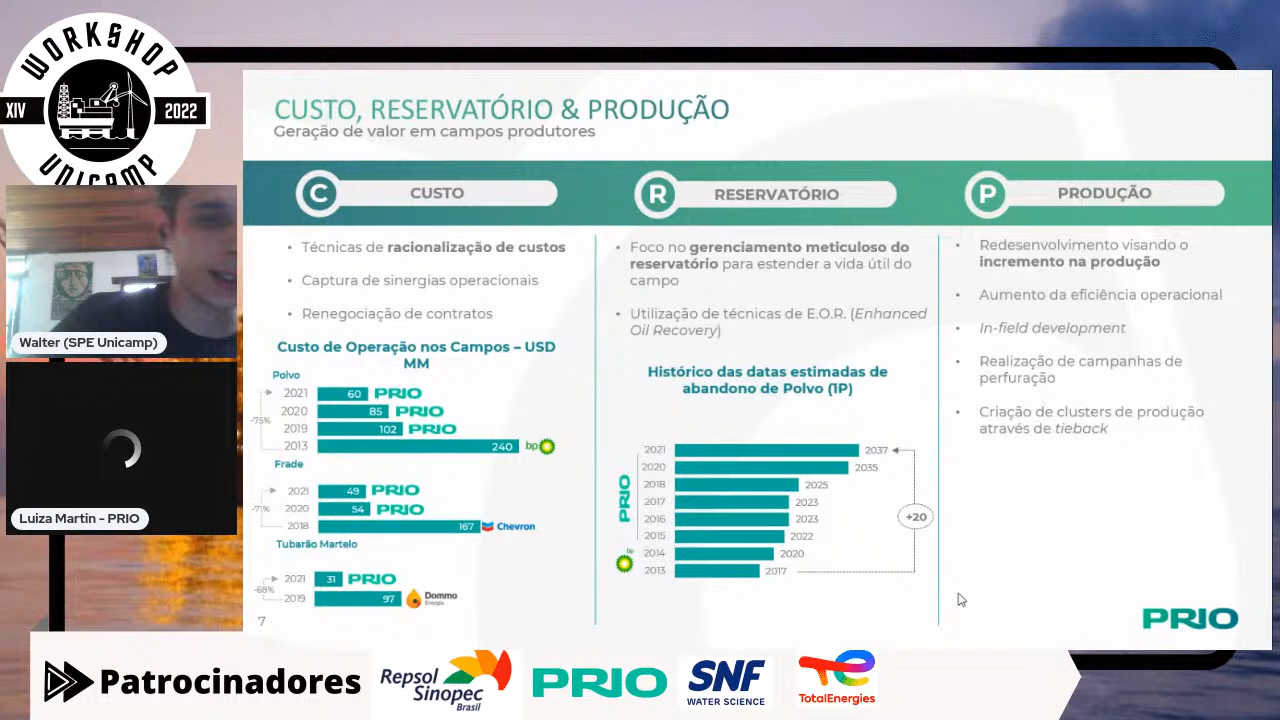 WORKSHOP
XIV
2022
UNICAMP
Walter (SPE Unicamp)
Luiza Martin - PRIO
CUSTO, RESERVATÓRIO & PRODUÇÃO
Geração de valor em campos produtores
C
CUSTO
• Técnicas de racionalização de custos
• Captura de sinergias operacionais
• Renegociação de contratos
Custo de Operação nos Campos – USD
MM
Polvo
-75%
2021 60 PRIO
2020 85 PRIO
2019 102 PRIO
2013 240 bp
Frade
-71%
2021 49 PRIO
2020 54 PRIO
2018 167 Chevron
Tubarão Martelo
-68%
2021 31 PRIO
2019 97 Dommo
Energia
7
R
RESERVATÓRIO
• Foco no gerenciamento meticuloso do
reservatório para estender a vida útil do
campo
• Utilização de técnicas de E.O.R. (Enhanced
Oil Recovery)
Histórico das datas estimadas de
abandono de Polvo (1P)
PRIO
2021 2037
2020 2035
2018 2025
2017 2023
2016 2023
2015 2022
bp
2014 2020
2013 2017
+20
P
PRODUÇÃO
• Redesenvolvimento visando o
incremento na produção
• Aumento da eficiência operacional
• In-field development
• Realização de campanhas de
perfuração
• Criação de clusters de produção
através de tieback
PRIO
Patrocinadores
Repsol
Sinopec
Brasil
PRIO
SNF
WATER SCIENCE
TotalEnergies